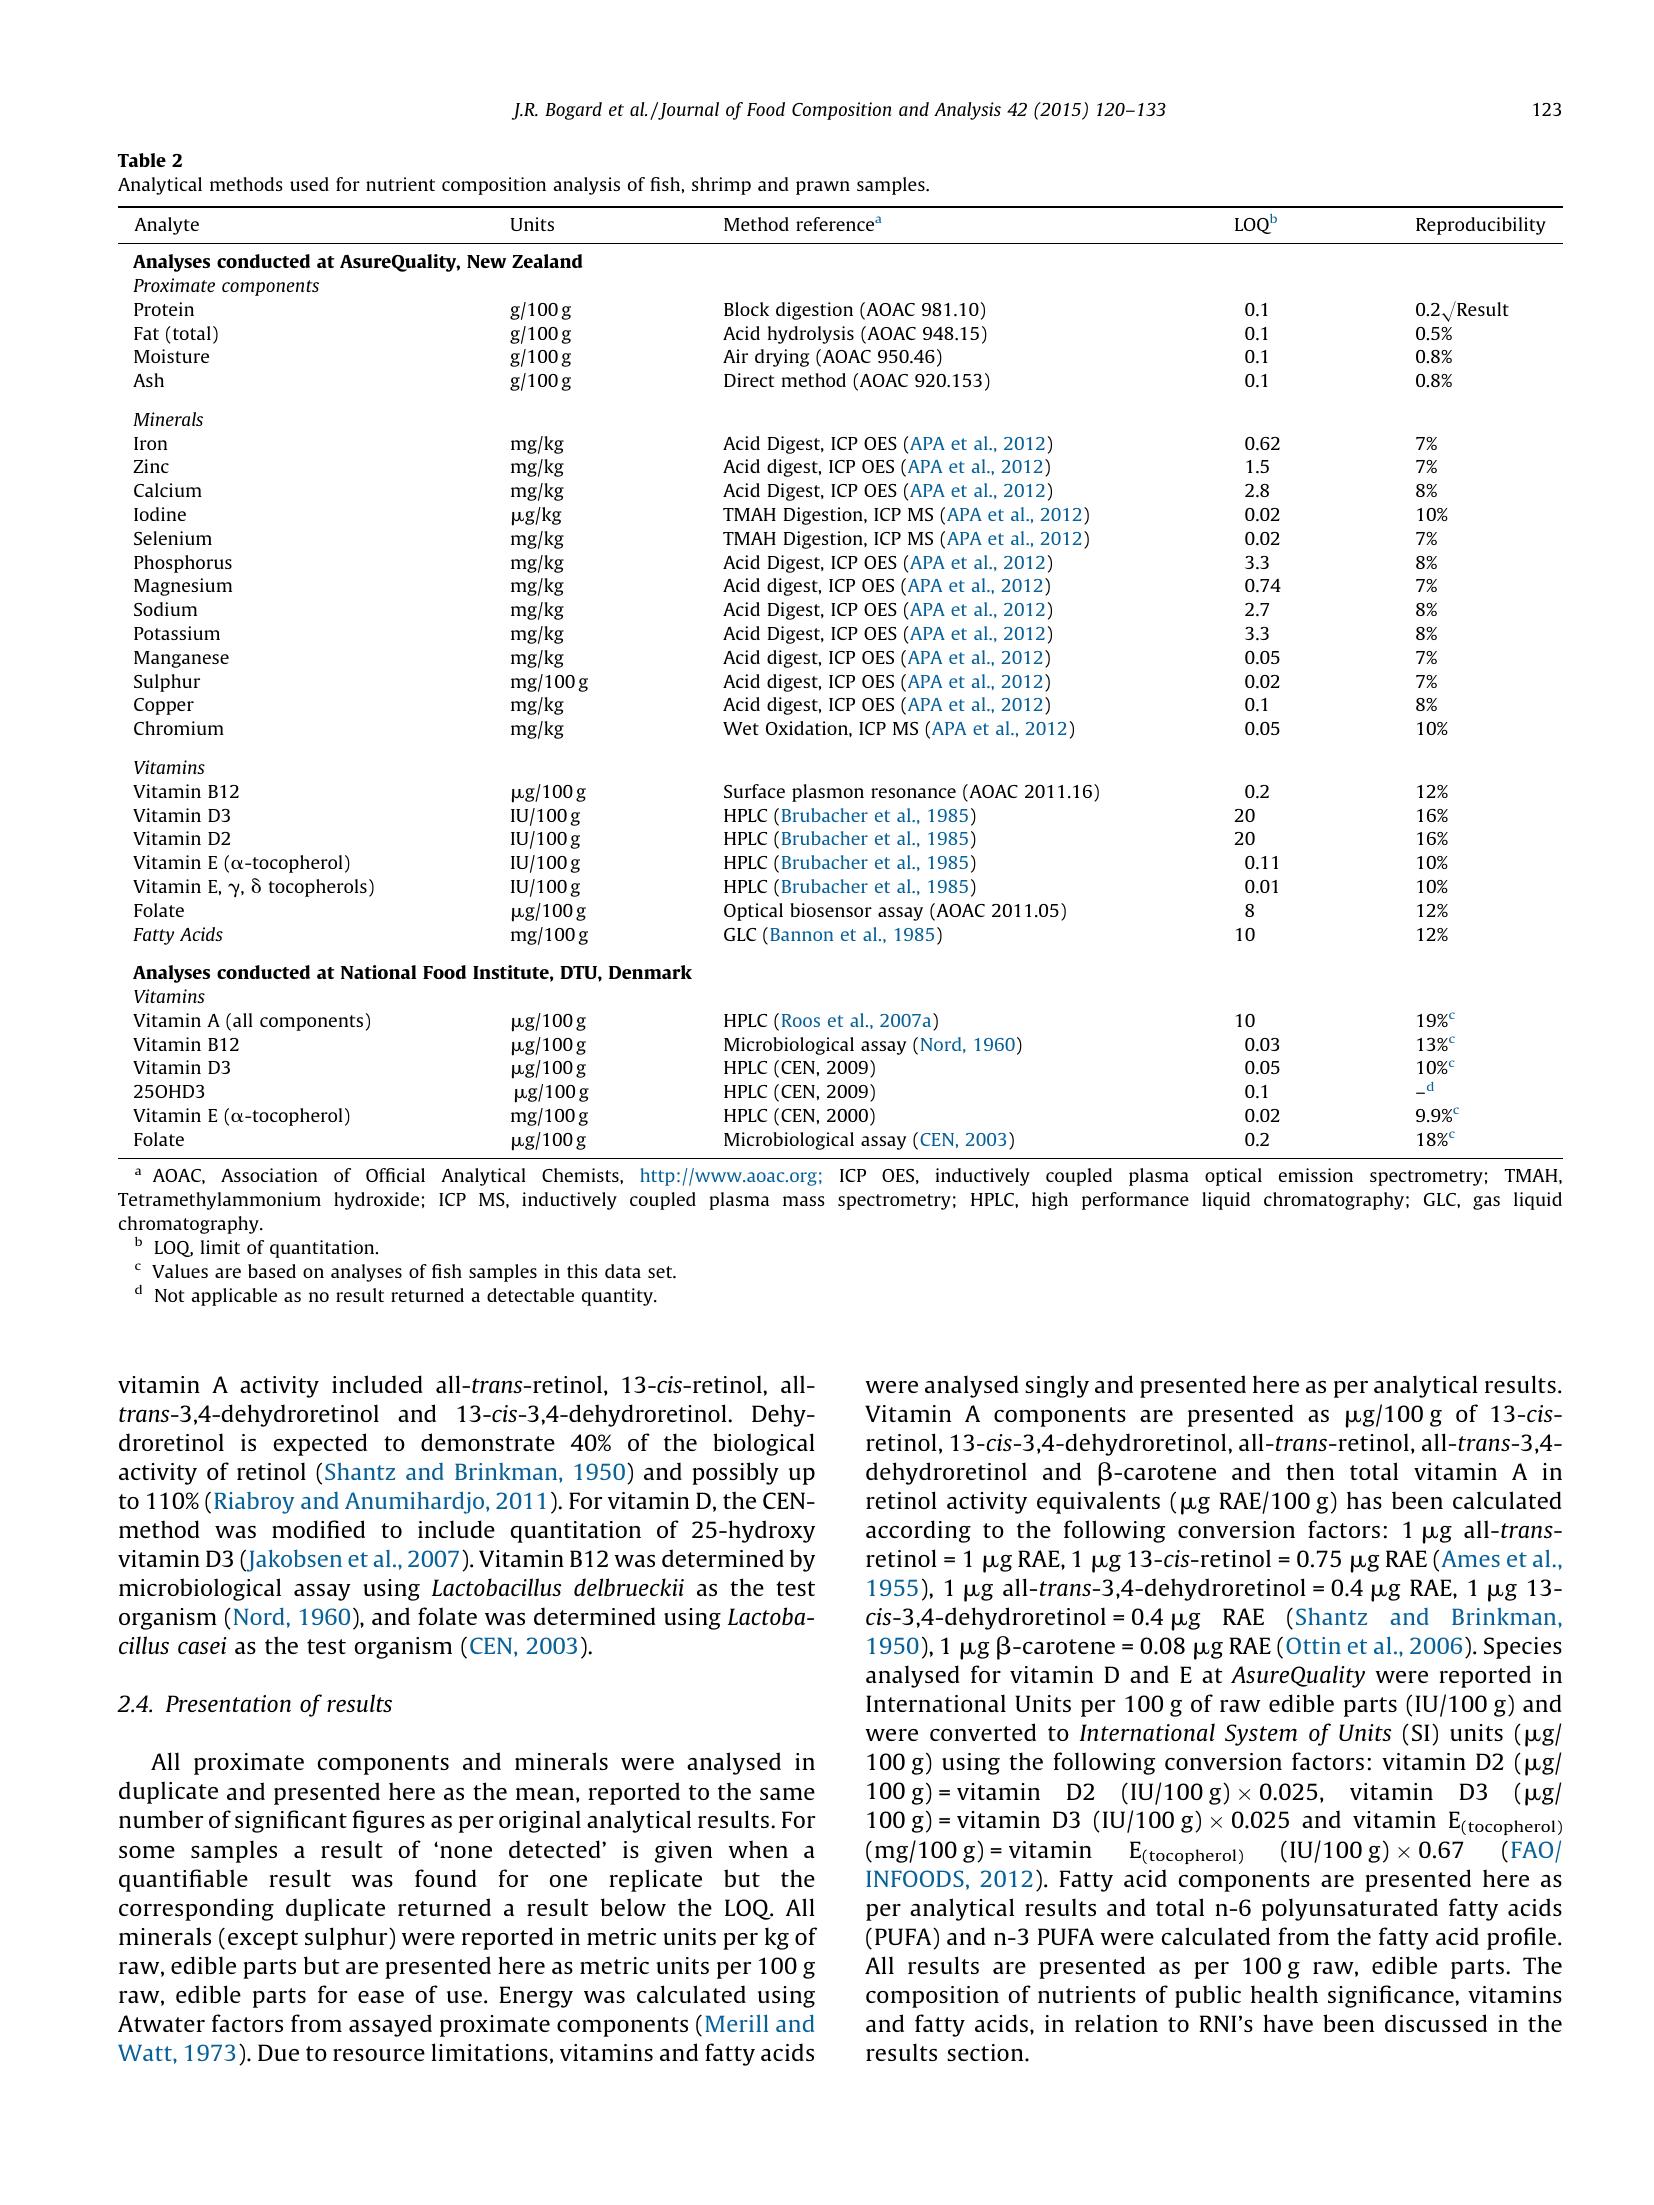 J.R. Bogard et al./Journal of Food Composition and Analysis 42 (2015) 120–133 123
Table 2
Analytical methods used for nutrient composition analysis of fish, shrimp and prawn samples.
Analyte Units Method referenceᵃ LOQᵇ Reproducibility
Analyses conducted at AsureQuality, New Zealand
Proximate components
Protein g/100 g Block digestion (AOAC 981.10) 0.1 0.2√Result
Fat (total) g/100 g Acid hydrolysis (AOAC 948.15) 0.1 0.5%
Moisture g/100 g Air drying (AOAC 950.46) 0.1 0.8%
Ash g/100 g Direct method (AOAC 920.153) 0.1 0.8%
Minerals
Iron mg/kg Acid Digest, ICP OES (APA et al., 2012) 0.62 7%
Zinc mg/kg Acid digest, ICP OES (APA et al., 2012) 1.5 7%
Calcium mg/kg Acid Digest, ICP OES (APA et al., 2012) 2.8 8%
Iodine μg/kg TMAH Digestion, ICP MS (APA et al., 2012) 0.02 10%
Selenium mg/kg TMAH Digestion, ICP MS (APA et al., 2012) 0.02 7%
Phosphorus mg/kg Acid Digest, ICP OES (APA et al., 2012) 3.3 8%
Magnesium mg/kg Acid digest, ICP OES (APA et al., 2012) 0.74 7%
Sodium mg/kg Acid Digest, ICP OES (APA et al., 2012) 2.7 8%
Potassium mg/kg Acid Digest, ICP OES (APA et al., 2012) 3.3 8%
Manganese mg/kg Acid digest, ICP OES (APA et al., 2012) 0.05 7%
Sulphur mg/100 g Acid digest, ICP OES (APA et al., 2012) 0.02 7%
Copper mg/kg Acid digest, ICP OES (APA et al., 2012) 0.1 8%
Chromium mg/kg Wet Oxidation, ICP MS (APA et al., 2012) 0.05 10%
Vitamins
Vitamin B12 μg/100 g Surface plasmon resonance (AOAC 2011.16) 0.2 12%
Vitamin D3 IU/100 g HPLC (Brubacher et al., 1985) 20 16%
Vitamin D2 IU/100 g HPLC (Brubacher et al., 1985) 20 16%
Vitamin E (α-tocopherol) IU/100 g HPLC (Brubacher et al., 1985) 0.11 10%
Vitamin E, γ, δ tocopherols) IU/100 g HPLC (Brubacher et al., 1985) 0.01 10%
Folate μg/100 g Optical biosensor assay (AOAC 2011.05) 8 12%
Fatty Acids mg/100 g GLC (Bannon et al., 1985) 10 12%
Analyses conducted at National Food Institute, DTU, Denmark
Vitamins
Vitamin A (all components) μg/100 g HPLC (Roos et al., 2007a) 10 19%ᶜ
Vitamin B12 μg/100 g Microbiological assay (Nord, 1960) 0.03 13%ᶜ
Vitamin D3 μg/100 g HPLC (CEN, 2009) 0.05 10%ᶜ
25OHD3 μg/100 g HPLC (CEN, 2009) 0.1 –ᵈ
Vitamin E (α-tocopherol) mg/100 g HPLC (CEN, 2000) 0.02 9.9%ᶜ
Folate μg/100 g Microbiological assay (CEN, 2003) 0.2 18%ᶜ
ᵃ AOAC, Association of Official Analytical Chemists, http://www.aoac.org; ICP OES, inductively coupled plasma optical emission spectrometry; TMAH,
Tetramethylammonium hydroxide; ICP MS, inductively coupled plasma mass spectrometry; HPLC, high performance liquid chromatography; GLC, gas liquid
chromatography.
ᵇ LOQ, limit of quantitation.
ᶜ Values are based on analyses of fish samples in this data set.
ᵈ Not applicable as no result returned a detectable quantity.
vitamin A activity included all-trans-retinol, 13-cis-retinol, all-
trans-3,4-dehydroretinol and 13-cis-3,4-dehydroretinol. Dehy-
droretinol is expected to demonstrate 40% of the biological
activity of retinol (Shantz and Brinkman, 1950) and possibly up
to 110% (Riabroy and Anumihardjo, 2011). For vitamin D, the CEN-
method was modified to include quantitation of 25-hydroxy
vitamin D3 (Jakobsen et al., 2007). Vitamin B12 was determined by
microbiological assay using Lactobacillus delbrueckii as the test
organism (Nord, 1960), and folate was determined using Lactoba-
cillus casei as the test organism (CEN, 2003).
2.4. Presentation of results
All proximate components and minerals were analysed in
duplicate and presented here as the mean, reported to the same
number of significant figures as per original analytical results. For
some samples a result of ‘none detected’ is given when a
quantifiable result was found for one replicate but the
corresponding duplicate returned a result below the LOQ. All
minerals (except sulphur) were reported in metric units per kg of
raw, edible parts but are presented here as metric units per 100 g
raw, edible parts for ease of use. Energy was calculated using
Atwater factors from assayed proximate components (Merill and
Watt, 1973). Due to resource limitations, vitamins and fatty acids
were analysed singly and presented here as per analytical results.
Vitamin A components are presented as μg/100 g of 13-cis-
retinol, 13-cis-3,4-dehydroretinol, all-trans-retinol, all-trans-3,4-
dehydroretinol and β-carotene and then total vitamin A in
retinol activity equivalents (μg RAE/100 g) has been calculated
according to the following conversion factors: 1 μg all-trans-
retinol = 1 μg RAE, 1 μg 13-cis-retinol = 0.75 μg RAE (Ames et al.,
1955), 1 μg all-trans-3,4-dehydroretinol = 0.4 μg RAE, 1 μg 13-
cis-3,4-dehydroretinol = 0.4 μg RAE (Shantz and Brinkman,
1950), 1 μg β-carotene = 0.08 μg RAE (Ottin et al., 2006). Species
analysed for vitamin D and E at AsureQuality were reported in
International Units per 100 g of raw edible parts (IU/100 g) and
were converted to International System of Units (SI) units (μg/
100 g) using the following conversion factors: vitamin D2 (μg/
100 g) = vitamin D2 (IU/100 g) × 0.025, vitamin D3 (μg/
100 g) = vitamin D3 (IU/100 g) × 0.025 and vitamin E(tocopherol)
(mg/100 g) = vitamin E(tocopherol) (IU/100 g) × 0.67 (FAO/
INFOODS, 2012). Fatty acid components are presented here as
per analytical results and total n-6 polyunsaturated fatty acids
(PUFA) and n-3 PUFA were calculated from the fatty acid profile.
All results are presented as per 100 g raw, edible parts. The
composition of nutrients of public health significance, vitamins
and fatty acids, in relation to RNI’s have been discussed in the
results section.